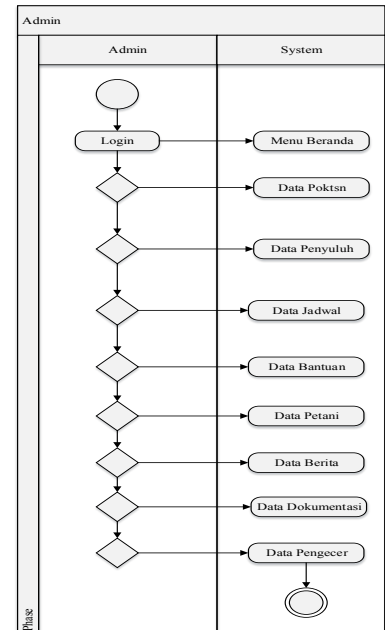 Admin
Admin
System
Login
Menu Beranda
Data Poktsn
Data Penyuluh
Data Jadwal
Data Bantuan
Data Petani
Data Berita
Data Dokumentasi
Data Pengecer
Phase